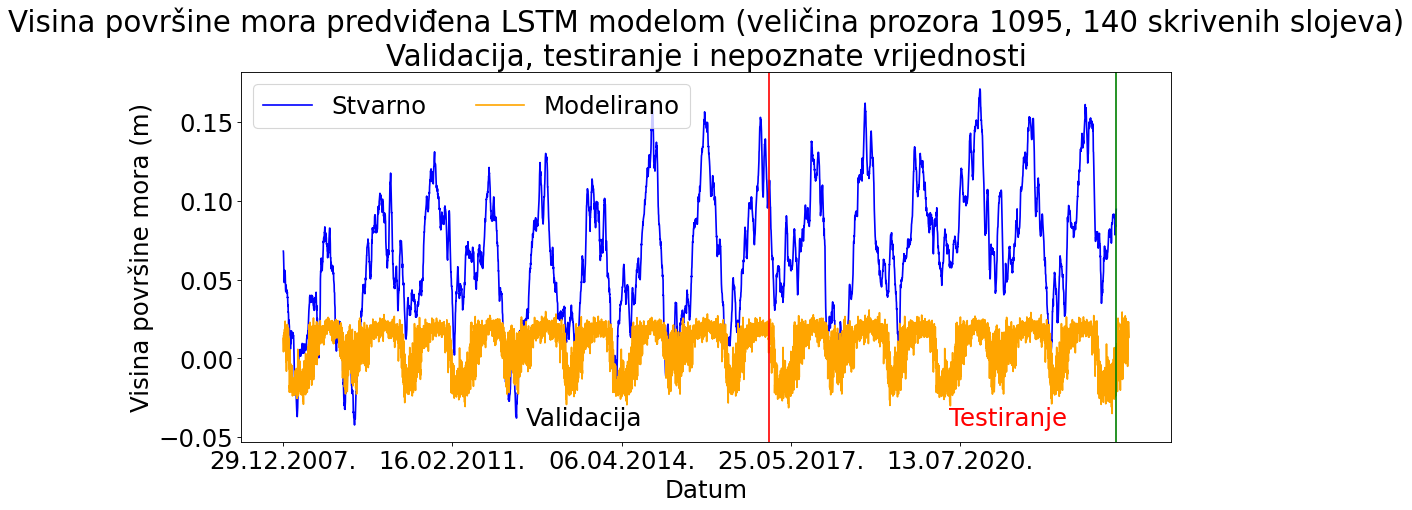 Visina površine mora predviđena LSTM modelom (veličina prozora 1095, 140 skrivenih slojeva)
Validacija, testiranje i nepoznate vrijednosti
Stvarno
Modelirano
Visina površine mora (m)
0.15
0.10
0.05
0.00
−0.05
Validacija
Testiranje
29.12.2007.
16.02.2011.
06.04.2014.
25.05.2017.
13.07.2020.
Datum